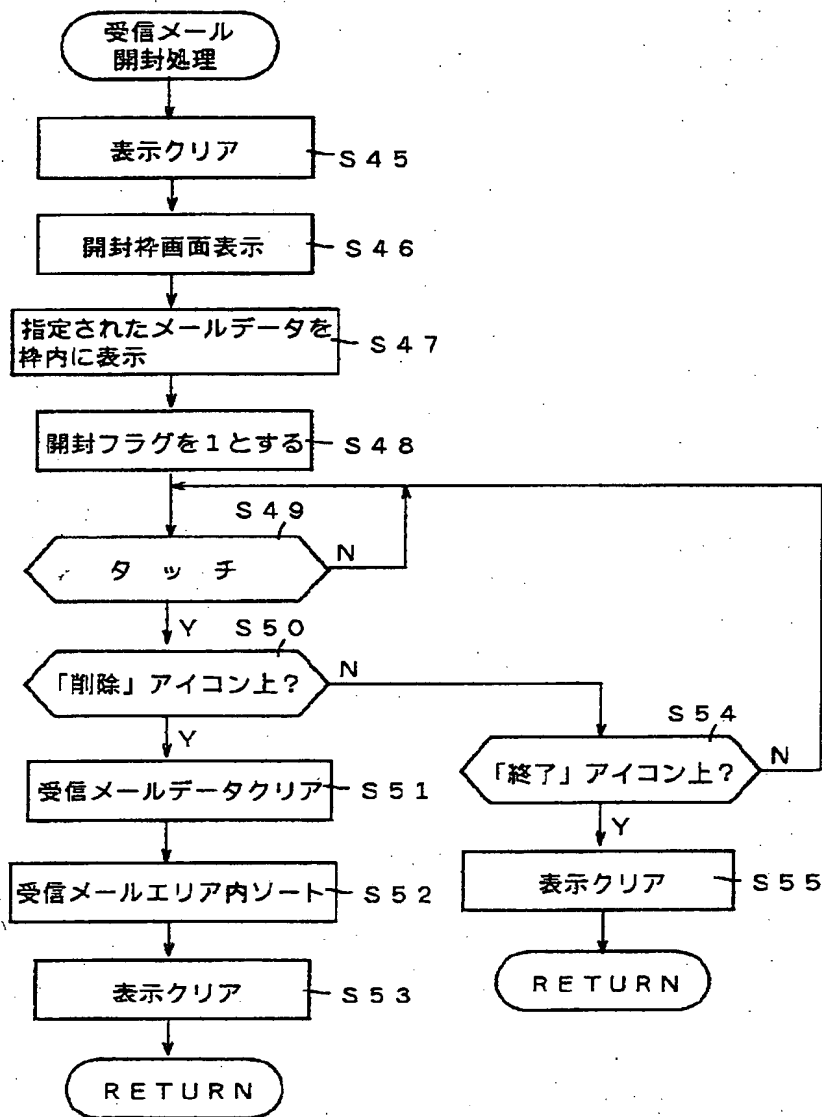 受信メール
開封処理
表示クリア
S45
開封枠画面表示
S46
指定されたメールデータを
枠内に表示
S47
開封フラグを1とする
S48
S49
タッチ
N
Y
S50
「削除」アイコン上?
N
Y
S54
「終了」アイコン上?
N
Y
受信メールデータクリア
S51
受信メールエリア内ソート
S52
表示クリア
S55
表示クリア
S53
RETURN
RETURN